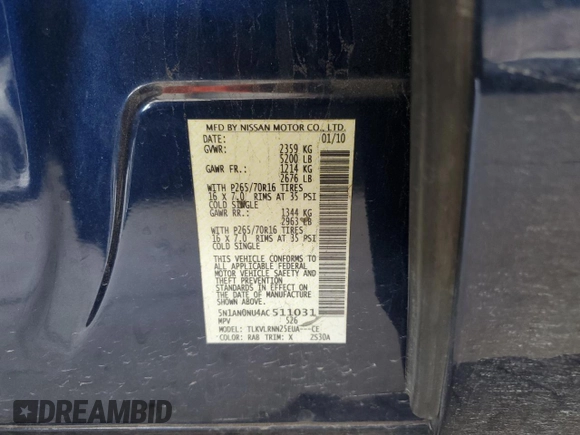 MFD BY NISSAN MOTOR CO., LTD.
DATE: 01/10
GVWR: 2359 KG
5200 LB
GAWR FR.: 1214 KG
2676 LB
WITH P265/70R16 TIRES
16 X 7.0 RIMS AT 35 PSI
COLD SINGLE
GAWR RR.: 1344 KG
2963 LB
WITH P265/70R16 TIRES
16 X 7.0 RIMS AT 35 PSI
COLD SINGLE
THIS VEHICLE CONFORMS TO
ALL APPLICABLE FEDERAL
MOTOR VEHICLE SAFETY AND
THEFT PREVENTION
STANDARDS IN EFFECT ON
THE DATE OF MANUFACTURE
SHOWN ABOVE.
5N1AN0NU4AC511031
MPV 526
MODEL: TLKVLRNN25EUA---CE
COLOR: RAB TRIM: X 2530A
DREAMBID